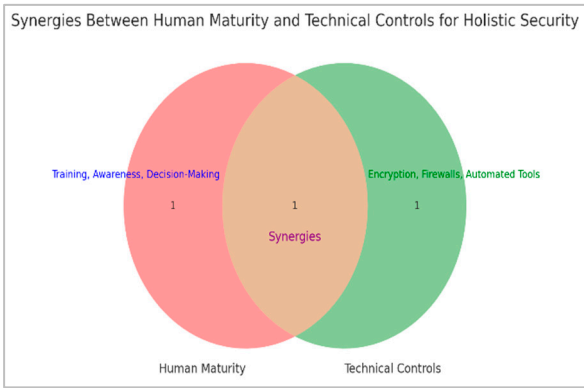 Synergies Between Human Maturity and Technical Controls for Holistic Security
Training, Awareness, Decision-Making
Encryption, Firewalls, Automated Tools
1
1
1
Synergies
Human Maturity
Technical Controls